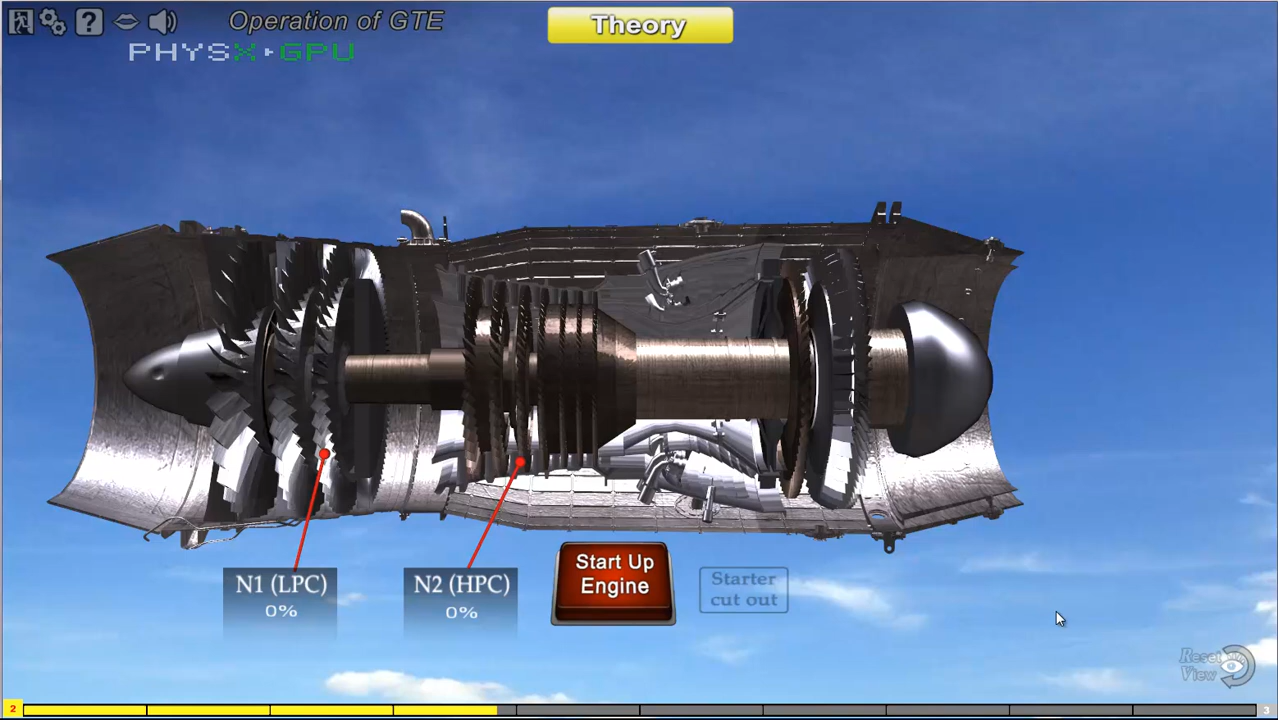 Operation of GTE
PHYSX▸GPU
Theory
N1 (LPC)
0%
N2 (HPC)
0%
Start Up
Engine
Starter
cut out
Reset
View
2
3